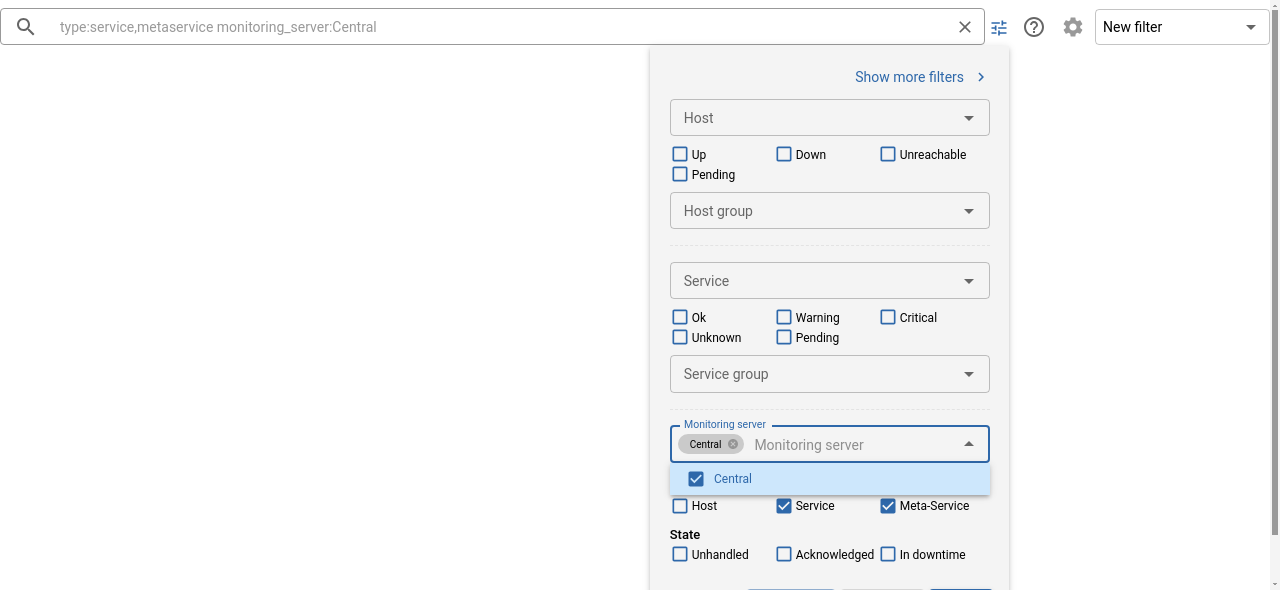 type:service,metaservice monitoring_server:Central
New filter
Show more filters
Host
Up Down Unreachable
Pending
Host group
Service
Ok Warning Critical
Unknown Pending
Service group
Monitoring server
Central Monitoring server
Central
Host Service Meta-Service
State
Unhandled Acknowledged In downtime